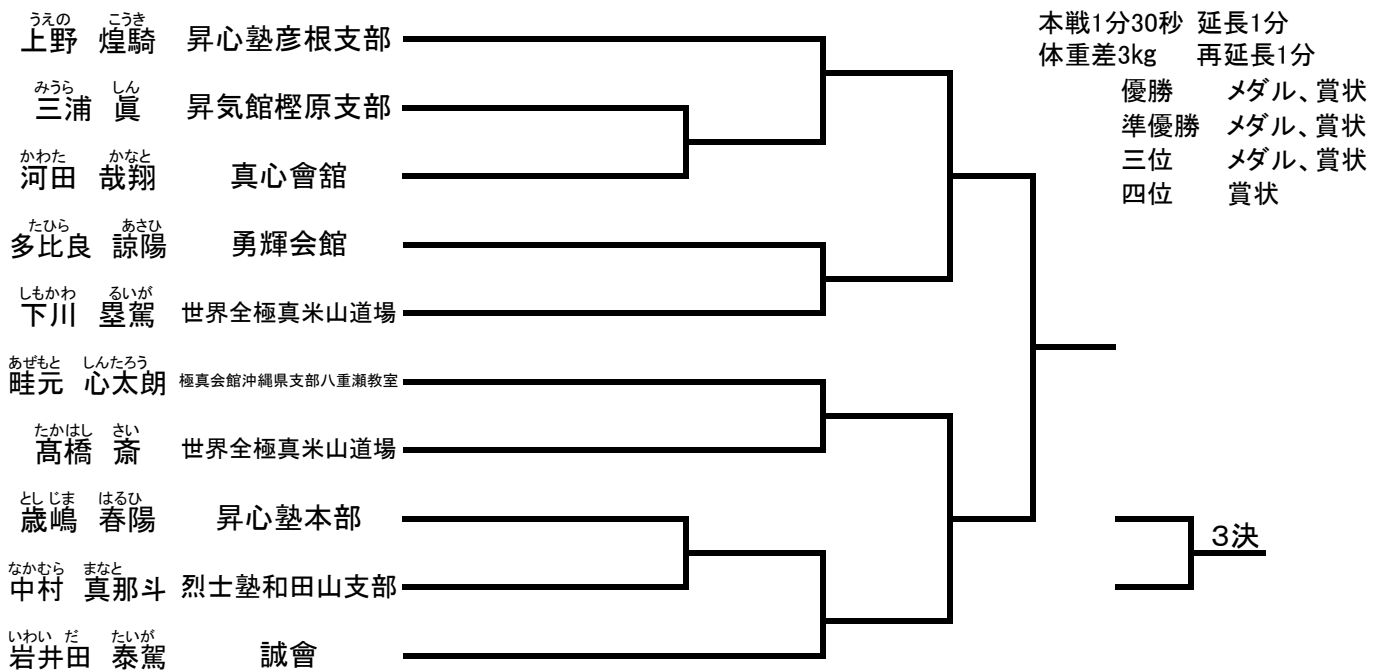 うえの こうき
上野 煌騎 昇心塾彦根支部
みうら しん
三浦 眞 昇気館樫原支部
かわた かなと
河田 哉翔 真心會舘
たひら あさひ
多比良 諒陽 勇輝会館
しもかわ るいが
下川 塁駕 世界全極真米山道場
あぜもと しんたろう
畦元 心太朗 極真会館沖縄県支部八重瀬教室
たかはし さい
髙橋 斎 世界全極真米山道場
としじま はるひ
歳嶋 春陽 昇心塾本部
なかむら まなと
中村 真那斗 烈士塾和田山支部
いわいだ たいが
岩井田 泰駕 誠會
本戦1分30秒 延長1分
体重差3kg 再延長1分
優勝 メダル、賞状
準優勝 メダル、賞状
三位 メダル、賞状
四位 賞状
３決